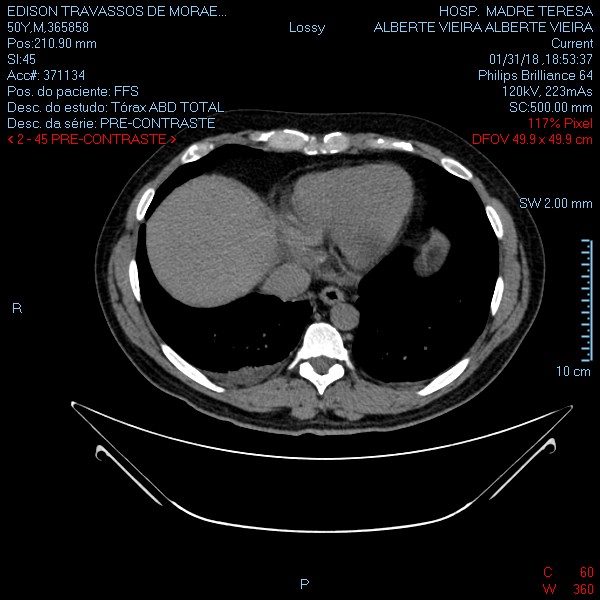 EDISON TRAVASSOS DE MORAE...
50Y,M,365858
Pos:210.90 mm
SI:45
Acc#: 371134
Pos. do paciente: FFS
Desc. do estudo: Tórax ABD TOTAL
Desc. da série: PRE-CONTRASTE
< 2 - 45 PRE-CONTRASTE >
Lossy
HOSP. MADRE TERESA
ALBERTE VIEIRA ALBERTE VIEIRA
Current
01/31/18 ,18:53:37
Philips Brilliance 64
120kV, 223mAs
SC:500.00 mm
117% Pixel
DFOV 49.9 x 49.9 cm
SW 2.00 mm
R
10 cm
P
C 60
W 360